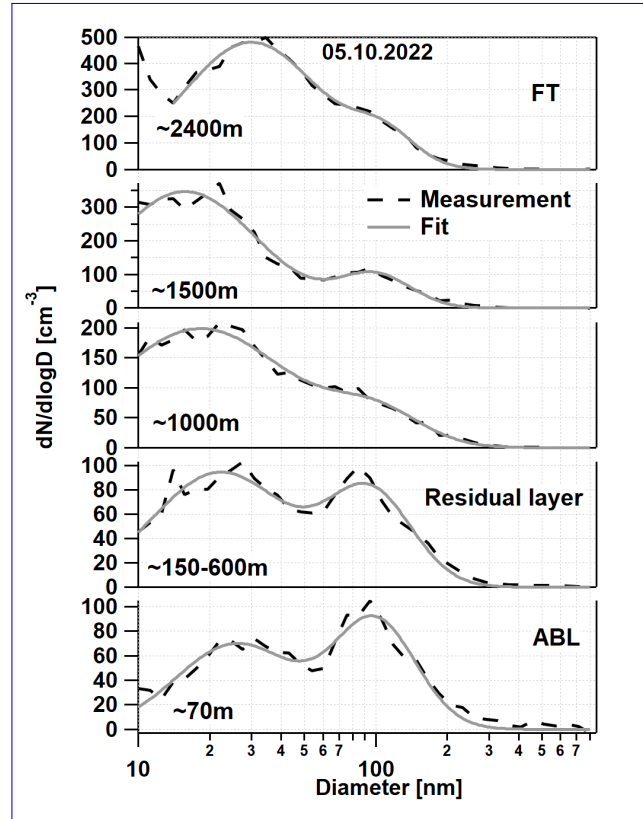 05.10.2022
500
400
300
200
100
0
FT
~2400m
300
200
100
0
Measurement
Fit
~1500m
dN/dlogD [cm⁻³]
200
150
100
50
0
~1000m
100
80
60
40
20
0
Residual layer
~150-600m
100
80
60
40
20
0
ABL
~70m
10 2 3 4 5 6 7 100 2 3 4 5 6 7
Diameter [nm]